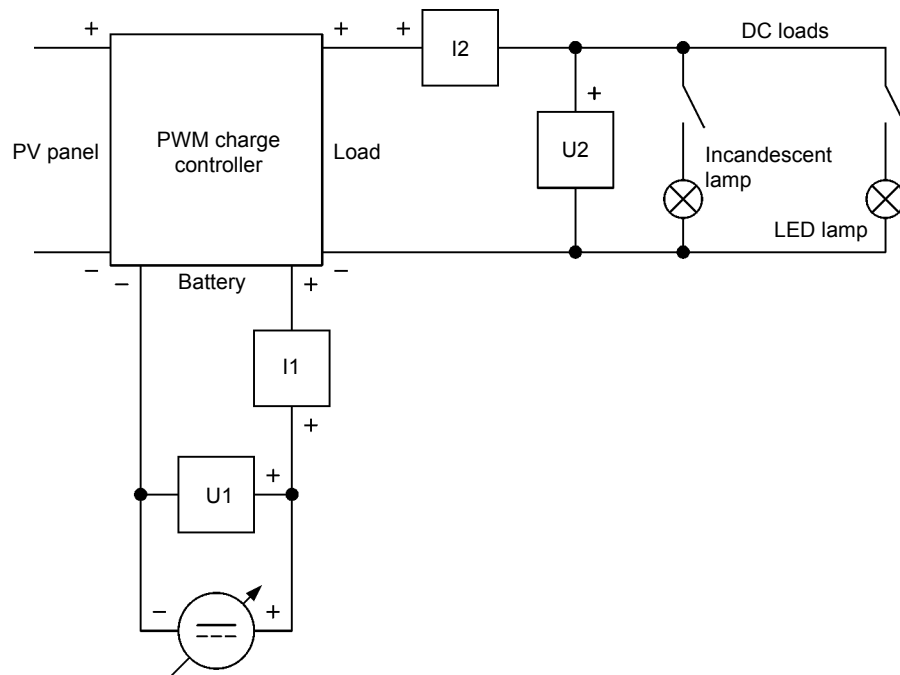 +
+
+
I2
DC loads
PV panel
PWM charge
controller
Load
+
U2
Incandescent
lamp
LED lamp
−
−
Battery
+
−
I1
+
U1
+
−
+